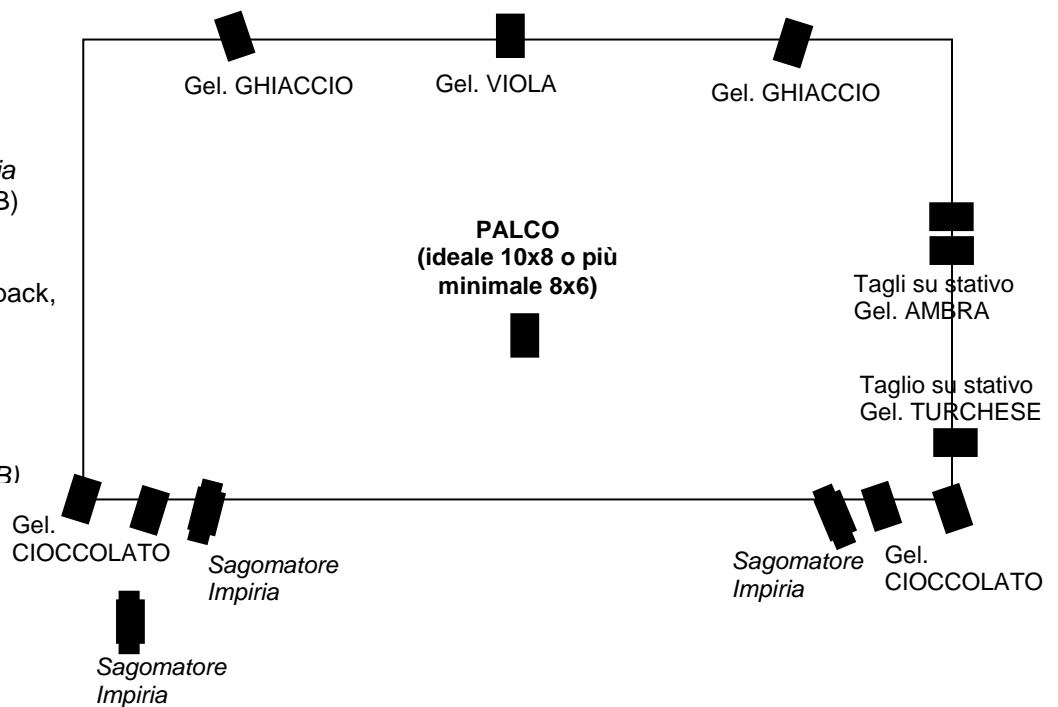 Gel. GHIACCIO
Gel. VIOLA
Gel. GHIACCIO
B)
PALCO
(ideale 10x8 o più
minimale 8x6)
Tagli su stativo
Gel. AMBRA
Taglio su stativo
Gel. TURCHESE
B)
Gel.
CIOCCOLATO
Sagomatore
Impiria
Sagomatore
Impiria
Gel.
CIOCCOLATO
Sagomatore
Impiria